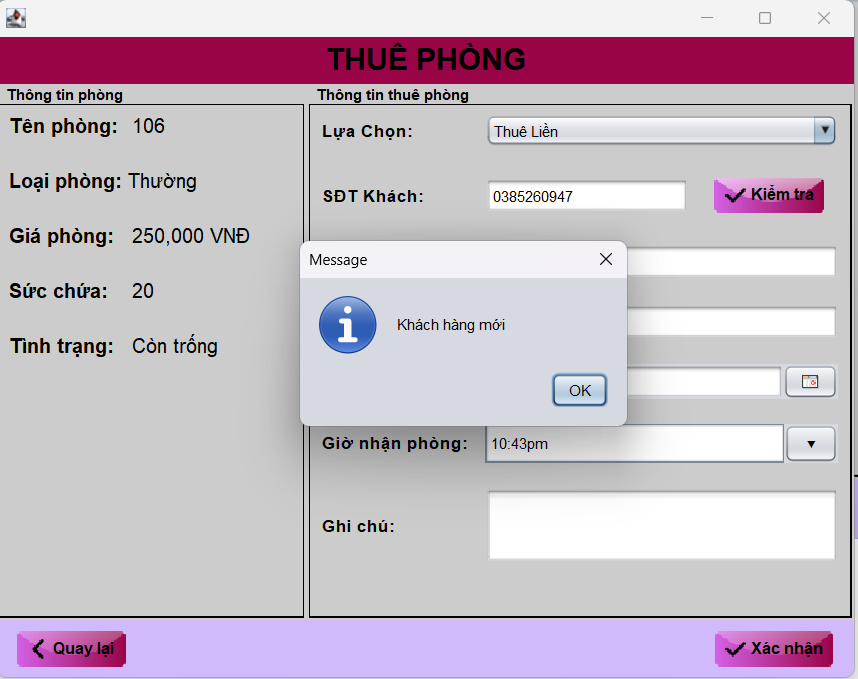 THUÊ PHÒNG
Thông tin phòng
Tên phòng: 106
Loại phòng: Thường
Giá phòng: 250,000 VNĐ
Sức chứa: 20
Tình trạng: Còn trống
Thông tin thuê phòng
Lựa Chọn: Thuê Liền
SĐT Khách: 0385260947 Kiểm tra
Message
Khách hàng mới
OK
Giờ nhận phòng: 10:43pm
Ghi chú:
Quay lại
Xác nhận